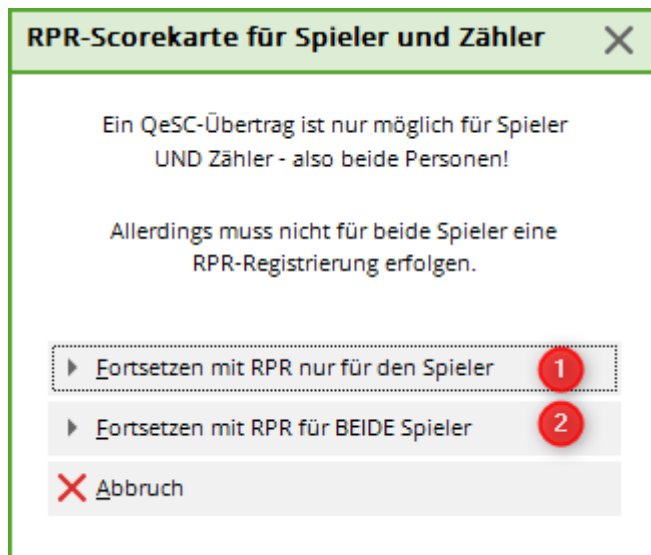 RPR-Scorekarte für Spieler und Zähler
Ein QeSC-Übertrag ist nur möglich für Spieler
UND Zähler - also beide Personen!
Allerdings muss nicht für beide Spieler eine
RPR-Registrierung erfolgen.
Fortsetzen mit RPR nur für den Spieler 1
Fortsetzen mit RPR für BEIDE Spieler 2
Abbruch